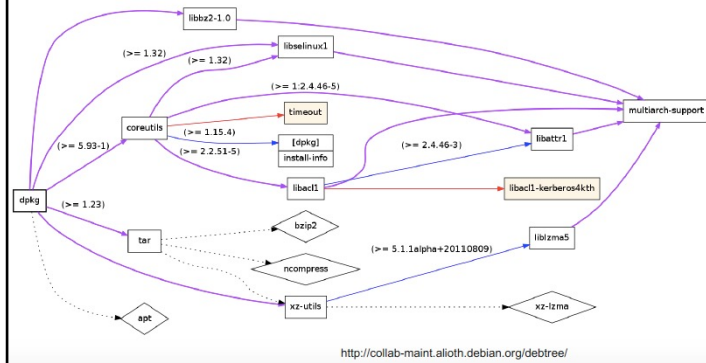 libbz2-1.0
(>= 1.32)
libselinux1
(>= 1.32)
(>= 1:2.4.46-5)
timeout
multiarch-support
coreutils
(>= 1.15.4)
[dpkg]
install-info
libattr1
(>= 5.93-1)
(>= 2.2.51-5)
(>= 2.4.46-3)
libacl1
libacl1-kerberos4kth
dpkg
(>= 1.23)
bzip2
tar
liblzma5
(>= 5.1.1alpha+20110809)
ncompress
xz-utils
xz-lzma
apt
http://collab-maint.alioth.debian.org/debtree/